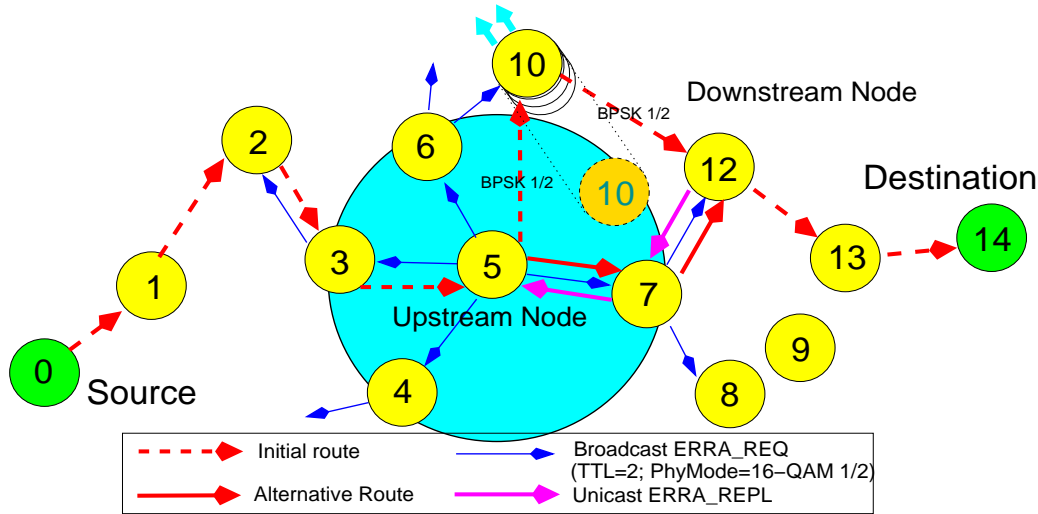 10
Downstream Node
BPSK 1/2
2
6
12
Destination
BPSK 1/2
10
14
3
5
13
1
7
Upstream Node
9
0
Source
4
8
Initial route
Broadcast ERRA_REQ
(TTL=2; PhyMode=16−QAM 1/2)
Alternative Route
Unicast ERRA_REPL